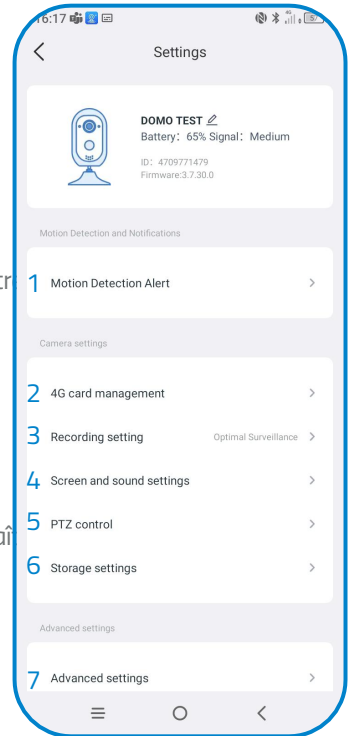 6:17
Settings
DOMO TEST
Battery: 65% Signal: Medium
ID: 4709771479
Firmware:3.7.30.0
Motion Detection and Notifications
1 Motion Detection Alert
Camera settings
2 4G card management
3 Recording setting Optimal Surveillance
4 Screen and sound settings
5 PTZ control
6 Storage settings
Advanced settings
7 Advanced settings